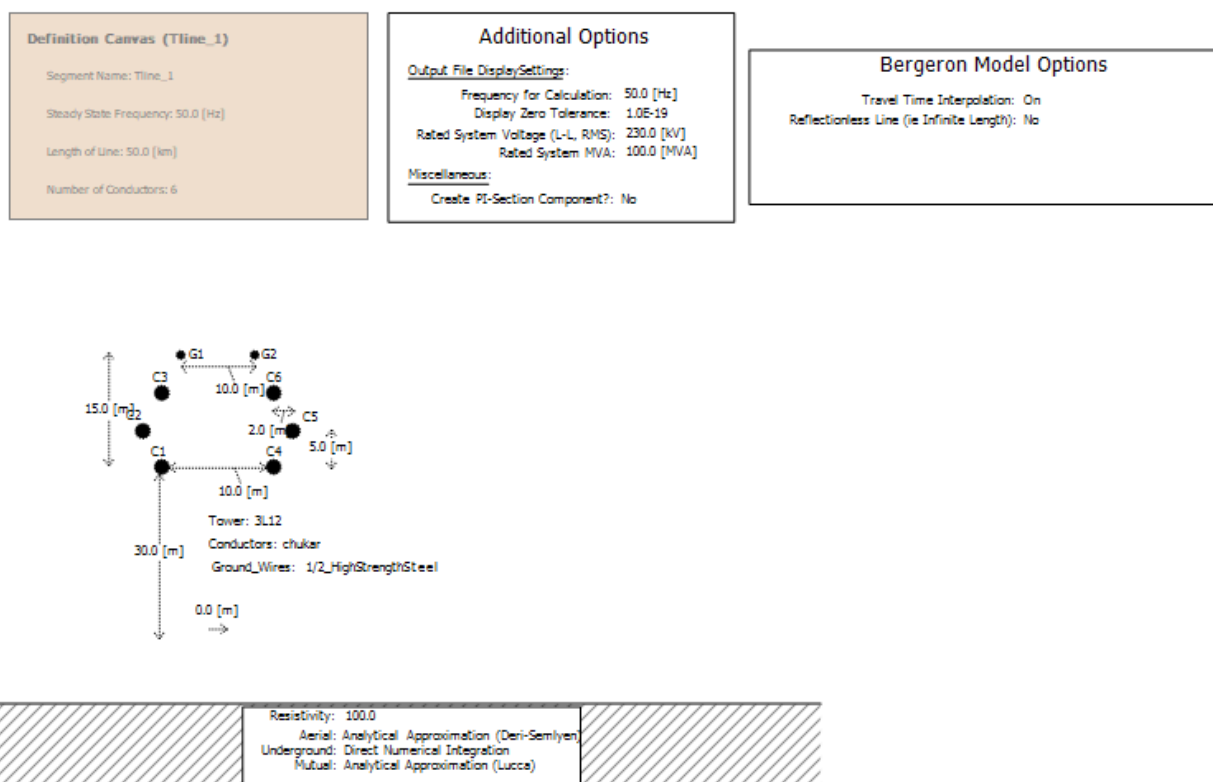 Definition Canvas (Tline_1)
Segment Name: Tline_1
Steady State Frequency: 50.0 [Hz]
Length of Line: 50.0 [km]
Number of Conductors: 6
Additional Options
Output File DisplaySettings:
Frequency for Calculation: 50.0 [Hz]
Display Zero Tolerance: 1.0E-19
Rated System Voltage (L-L, RMS): 230.0 [kV]
Rated System MVA: 100.0 [MVA]
Miscellaneous:
Create PI-Section Component?: No
Bergeron Model Options
Travel Time Interpolation: On
Reflectionless Line (ie Infinite Length): No
G1 G2
C3 10.0 [m] C6
15.0 [m] C2 2.0 [m] C5
5.0 [m]
C1 C4
10.0 [m]
Tower: 3L12
Conductors: chukar
30.0 [m]
Ground_Wires: 1/2_HighStrengthSteel
0.0 [m]
Resistivity: 100.0
Aerial: Analytical Approximation (Deri-Semlyen)
Underground: Direct Numerical Integration
Mutual: Analytical Approximation (Lucca)